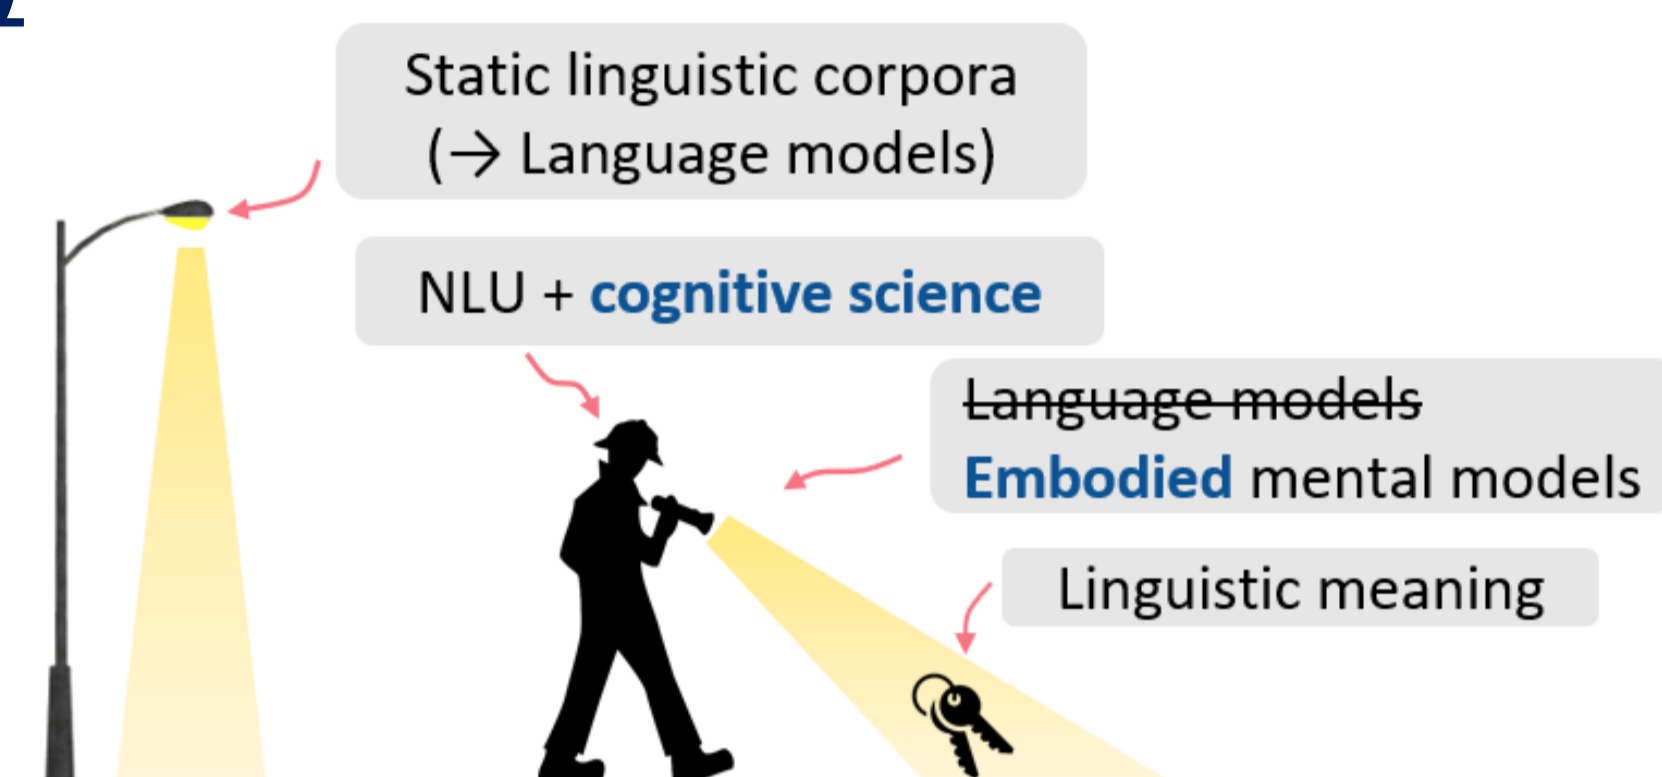 Static linguistic corpora
(→ Language models)
NLU + cognitive science
Language models
Embodied mental models
Linguistic meaning